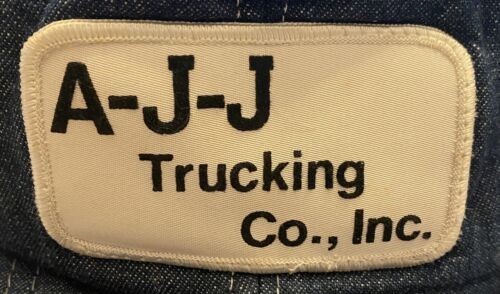 A-J-J
Trucking
Co., Inc.